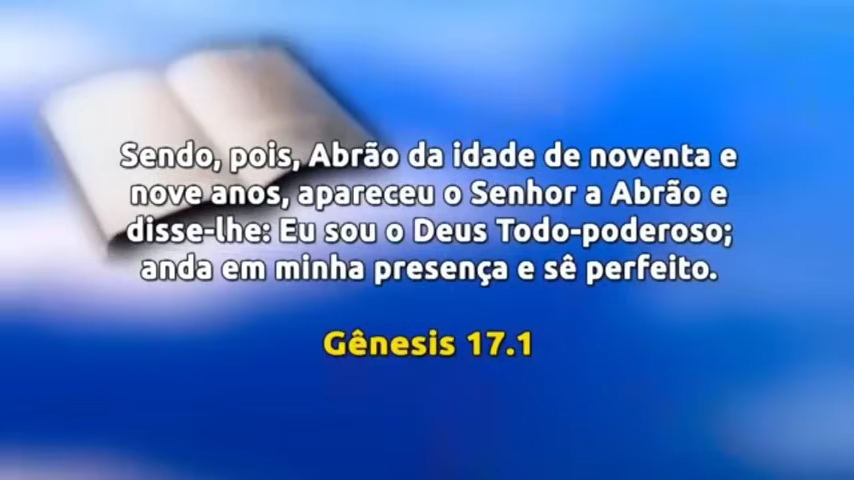 Sendo, pois, Abrão da idade de noventa e
nove anos, apareceu o Senhor a Abrão e
disse-lhe: Eu sou o Deus Todo-poderoso;
anda em minha presença e sê perfeito.
Gênesis 17.1